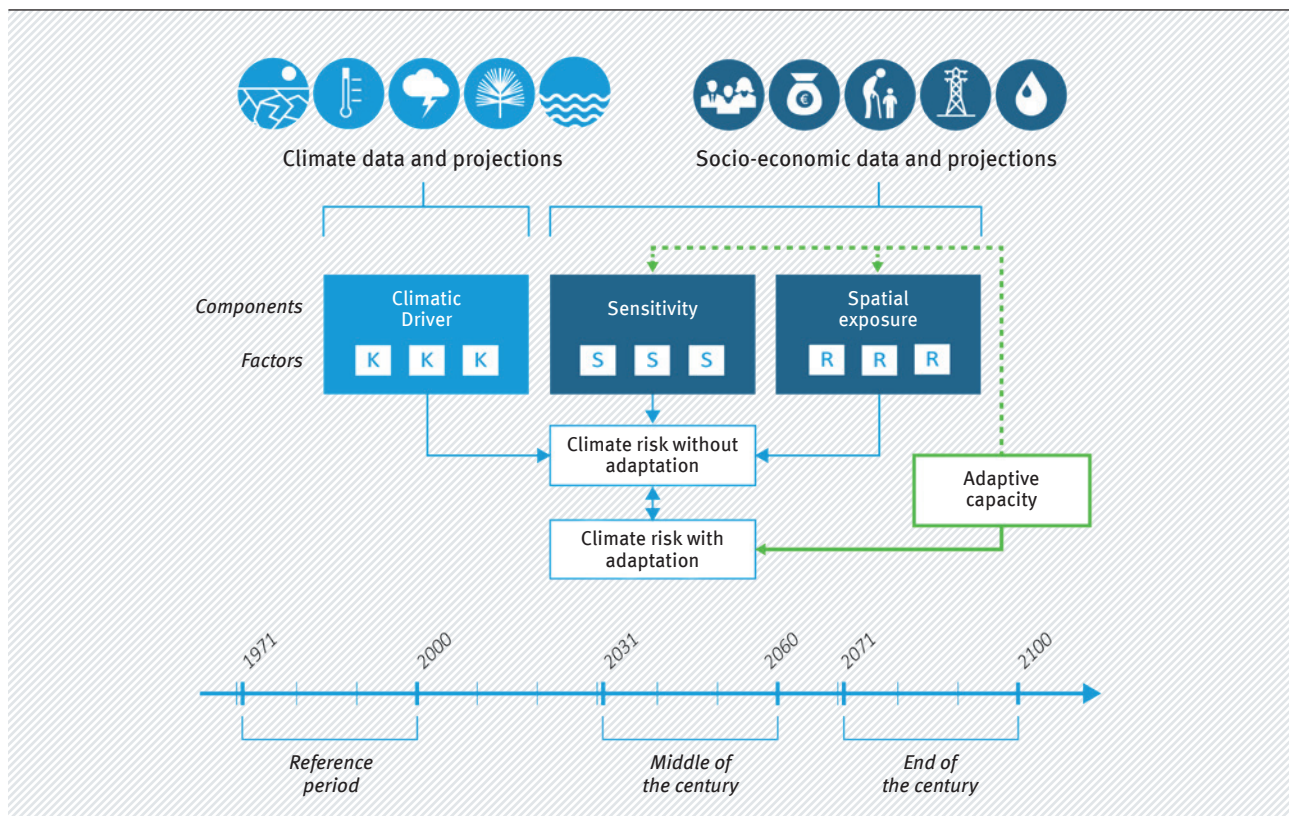 €
Climate data and projections
Socio-economic data and projections
Components
Climatic
Driver
Sensitivity
Spatial
exposure
Factors
K K K
S S S
R R R
Climate risk without
adaptation
Adaptive
capacity
Climate risk with
adaptation
1971
2000
2031
2060
2071
2100
Reference
period
Middle of
the century
End of
the century